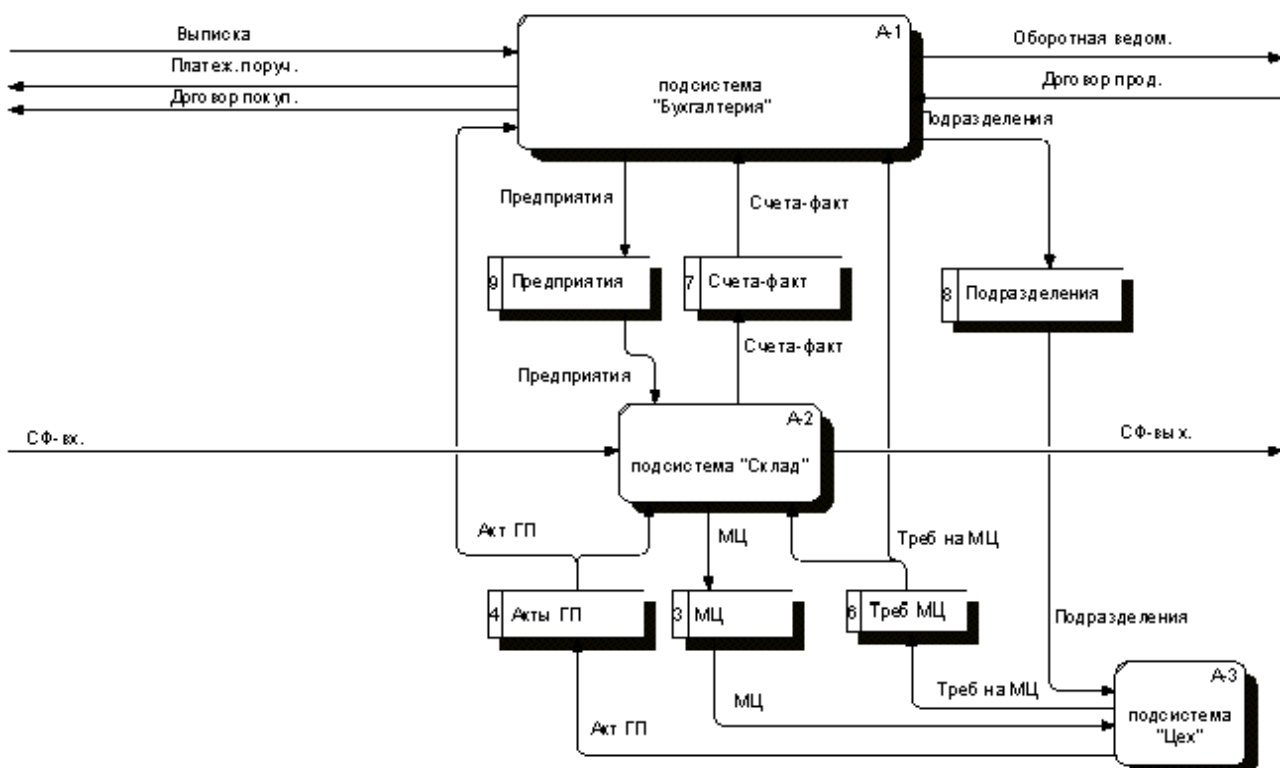 А-1
Выписка
Оборотная ведом.
Платеж.поруч.
Договор прод.
подсистема
"Бухгалтерия"
Договор покуп.
Подразделения
Предприятия
Счета-факт
9 Предприятия
7 Счета-факт
8 Подразделения
Счета-факт
Предприятия
А-2
СФ-вх.
СФ-вых.
подсистема "Склад"
Акт ГП
МЦ
Треб на МЦ
4 Акты ГП
3 МЦ
6 Треб МЦ
Подразделения
А-3
Треб на МЦ
МЦ
подсистема
"Цех"
Акт ГП